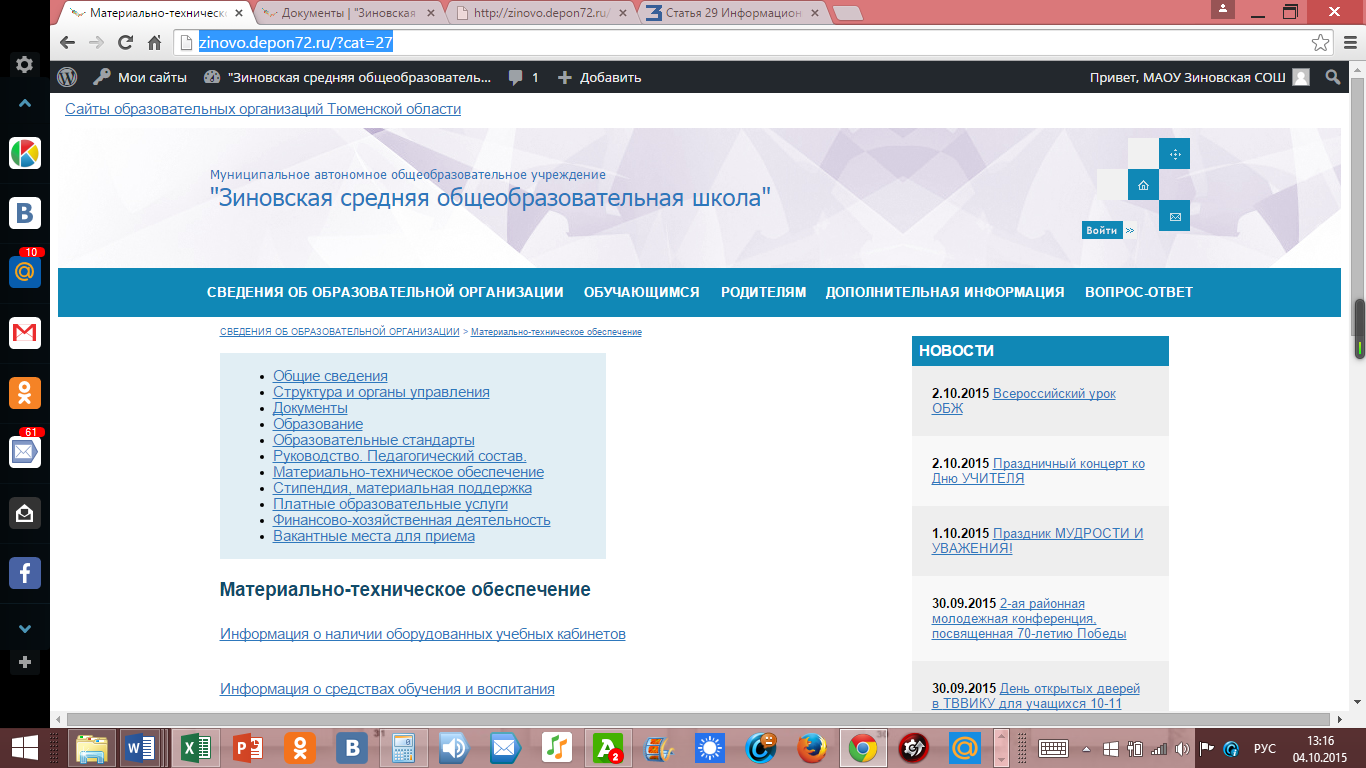 Материально-техническ
Документы | "Зиновская
http://zinovo.depon72.ru/
Статья 29 Информацион
zinovo.depon72.ru/?cat=27
Мои сайты
"Зиновская средняя общеобразователь...
1
Добавить
Привет, МАОУ Зиновская СОШ
Сайты образовательных организаций Тюменской области
Муниципальное автономное общеобразовательное учреждение
"Зиновская средняя общеобразовательная школа"
Войти >>
СВЕДЕНИЯ ОБ ОБРАЗОВАТЕЛЬНОЙ ОРГАНИЗАЦИИ ОБУЧАЮЩИМСЯ РОДИТЕЛЯМ ДОПОЛНИТЕЛЬНАЯ ИНФОРМАЦИЯ ВОПРОС-ОТВЕТ
СВЕДЕНИЯ ОБ ОБРАЗОВАТЕЛЬНОЙ ОРГАНИЗАЦИИ > Материально-техническое обеспечение
Общие сведения
Структура и органы управления
Документы
Образование
Образовательные стандарты
Руководство. Педагогический состав.
Материально-техническое обеспечение
Стипендия, материальная поддержка
Платные образовательные услуги
Финансово-хозяйственная деятельность
Вакантные места для приема
Материально-техническое обеспечение
Информация о наличии оборудованных учебных кабинетов
Информация о средствах обучения и воспитания
НОВОСТИ
2.10.2015 Всероссийский урок
ОБЖ
2.10.2015 Праздничный концерт ко
Дню УЧИТЕЛЯ
1.10.2015 Праздник МУДРОСТИ И
УВАЖЕНИЯ!
30.09.2015 2-ая районная
молодежная конференция,
посвященная 70-летию Победы
30.09.2015 День открытых дверей
в ТВВИКУ для учащихся 10-11
10
61
31
2
30
РУС
13:16
04.10.2015